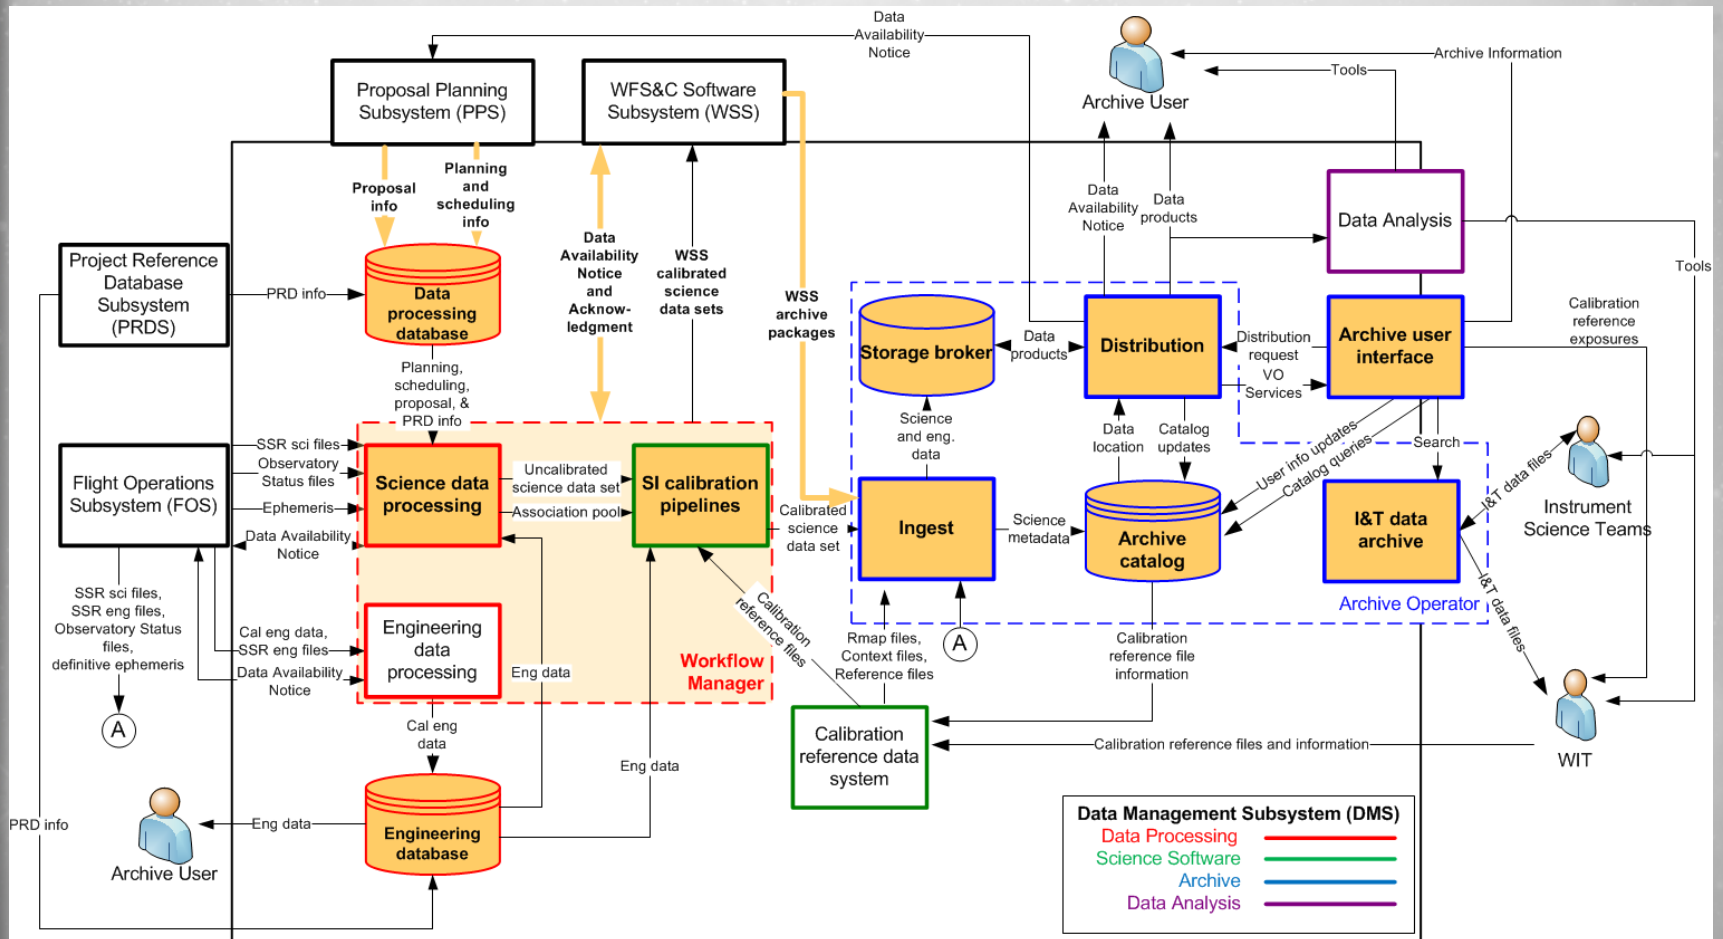 Data
Availability
Notice
Archive User
Archive Information
Tools
Proposal Planning
Subsystem (PPS)
WFS&C Software
Subsystem (WSS)
Proposal
info
Planning
and
scheduling
info
Data
Availability
Notice
and
Acknow-
ledgment
WSS
calibrated
science
data sets
WSS
archive
packages
Data
Availability
Notice
Data
products
Data Analysis
Tools
Project Reference
Database
Subsystem
(PRDS)
PRD info
Data
processing
database
Planning,
scheduling,
proposal, &
PRD info
Storage broker
Data
products
Distribution
Distribution
request
VO
Services
Archive user
interface
Calibration
reference
exposures
Science
and eng.
data
Data
location
Catalog
updates
User info updates
Catalog queries
Search
I&T data files
Instrument
Science Teams
Flight Operations
Subsystem (FOS)
SSR sci files
Observatory
Status files
Ephemeris
Data Availability
Notice
Science data
processing
Uncalibrated
science data set
Association pool
SI calibration
pipelines
Calibrated
science
data set
Ingest
Science
metadata
Archive
catalog
I&T data
archive
Archive Operator
I&T data files
SSR sci files,
SSR eng files,
Observatory Status
files,
definitive ephemeris
A
Cal eng data,
SSR eng files
Data Availability
Notice
Engineering
data
processing
Eng data
Workflow
Manager
Calibration
reference files
Rmap files,
Context files,
Reference files
A
Calibration
reference file
information
Cal eng
data
Eng data
Calibration
reference data
system
Calibration reference files and information
WIT
PRD info
Archive User
Eng data
Engineering
database
Data Management Subsystem (DMS)
Data Processing
Science Software
Archive
Data Analysis